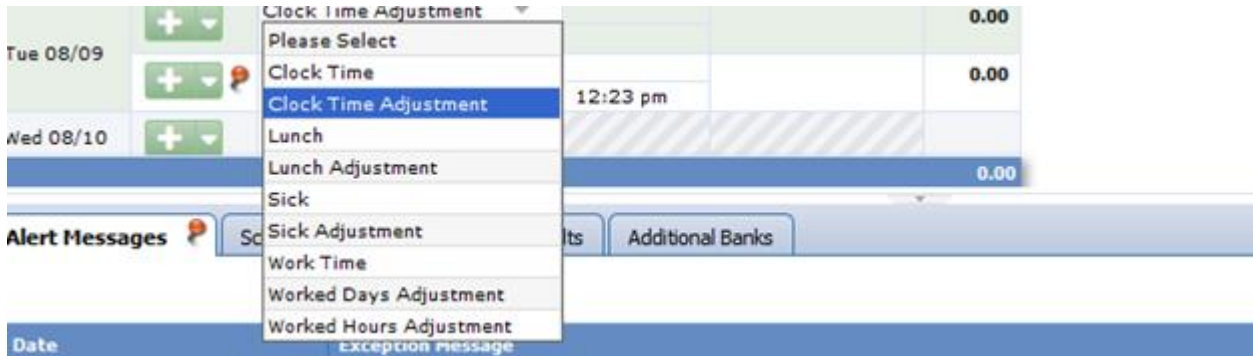 Clock Time Adjustment
0.00
Please Select
Tue 08/09
Clock Time
0.00
Clock Time Adjustment
12:23 pm
Wed 08/10
Lunch
Lunch Adjustment
0.00
Sick
Alert Messages
Sc
Sick Adjustment
lts
Additional Banks
Work Time
Worked Days Adjustment
Worked Hours Adjustment
Date
Exception Message